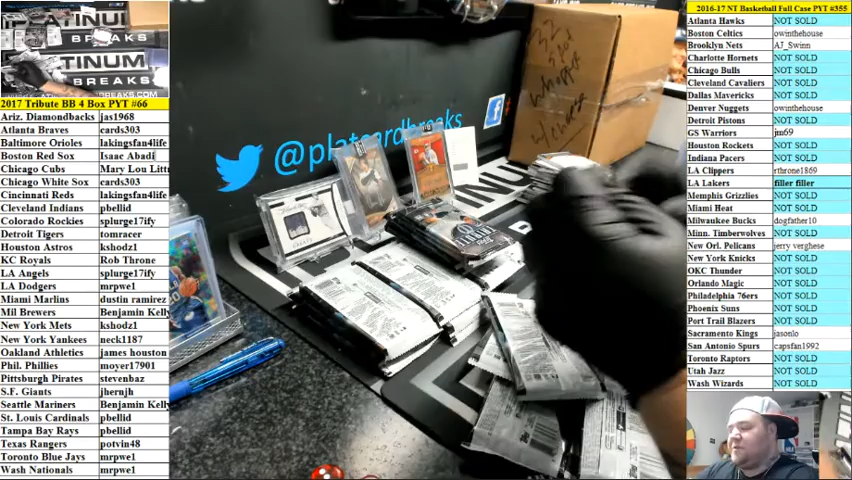 PLATINUM
BREAKS
TINUM
BREAKS
2017 Tribute BB 4 Box PYT #66
Ariz. Diamondbacks jas1968
Atlanta Braves cards303
Baltimore Orioles lakingsfan4life
Boston Red Sox Isaac Abadi
Chicago Cubs Mary Lou Litt
Chicago White Sox cards303
Cincinnati Reds lakingsfan4life
Cleveland Indians pbellid
Colorado Rockies splurge17ify
Detroit Tigers tomracer
Houston Astros kshodz1
KC Royals Rob Throne
LA Angels splurge17ify
LA Dodgers mrpwe1
Miami Marlins dustin ramirez
Mil Brewers Benjamin Kelly
New York Mets kshodz1
New York Yankees neck1187
Oakland Athletics james houston
Phil. Phillies moyer17901
Pittsburgh Pirates stevenbaz
S.F. Giants jhernjh
Seattle Mariners Benjamin Kelly
St. Louis Cardinals pbellid
Tampa Bay Rays pbellid
Texas Rangers potvin48
Toronto Blue Jays mrpwe1
Wash Nationals mrpwe1
@platcardbreaks
f
TINUM
2016-17 NT Basketball Full Case PYT #355
Atlanta Hawks NOT SOLD
Boston Celtics owinthehouse
Brooklyn Nets AJ_Swinn
Charlotte Hornets NOT SOLD
Chicago Bulls NOT SOLD
Cleveland Cavaliers NOT SOLD
Dallas Mavericks NOT SOLD
Denver Nuggets owinthehouse
Detroit Pistons NOT SOLD
GS Warriors jm69
Houston Rockets NOT SOLD
Indiana Pacers NOT SOLD
LA Clippers rthrone1869
LA Lakers filler filler
Memphis Grizzlies NOT SOLD
Miami Heat NOT SOLD
Milwaukee Bucks dogfather10
Minn. Timberwolves NOT SOLD
New Orl. Pelicans jerry verghese
New York Knicks NOT SOLD
OKC Thunder NOT SOLD
Orlando Magic NOT SOLD
Philadelphia 76ers NOT SOLD
Phoenix Suns NOT SOLD
Port Trail Blazers NOT SOLD
Sacramento Kings jasonlo
San Antonio Spurs capsfan1992
Toronto Raptors NOT SOLD
Utah Jazz NOT SOLD
Wash Wizards NOT SOLD